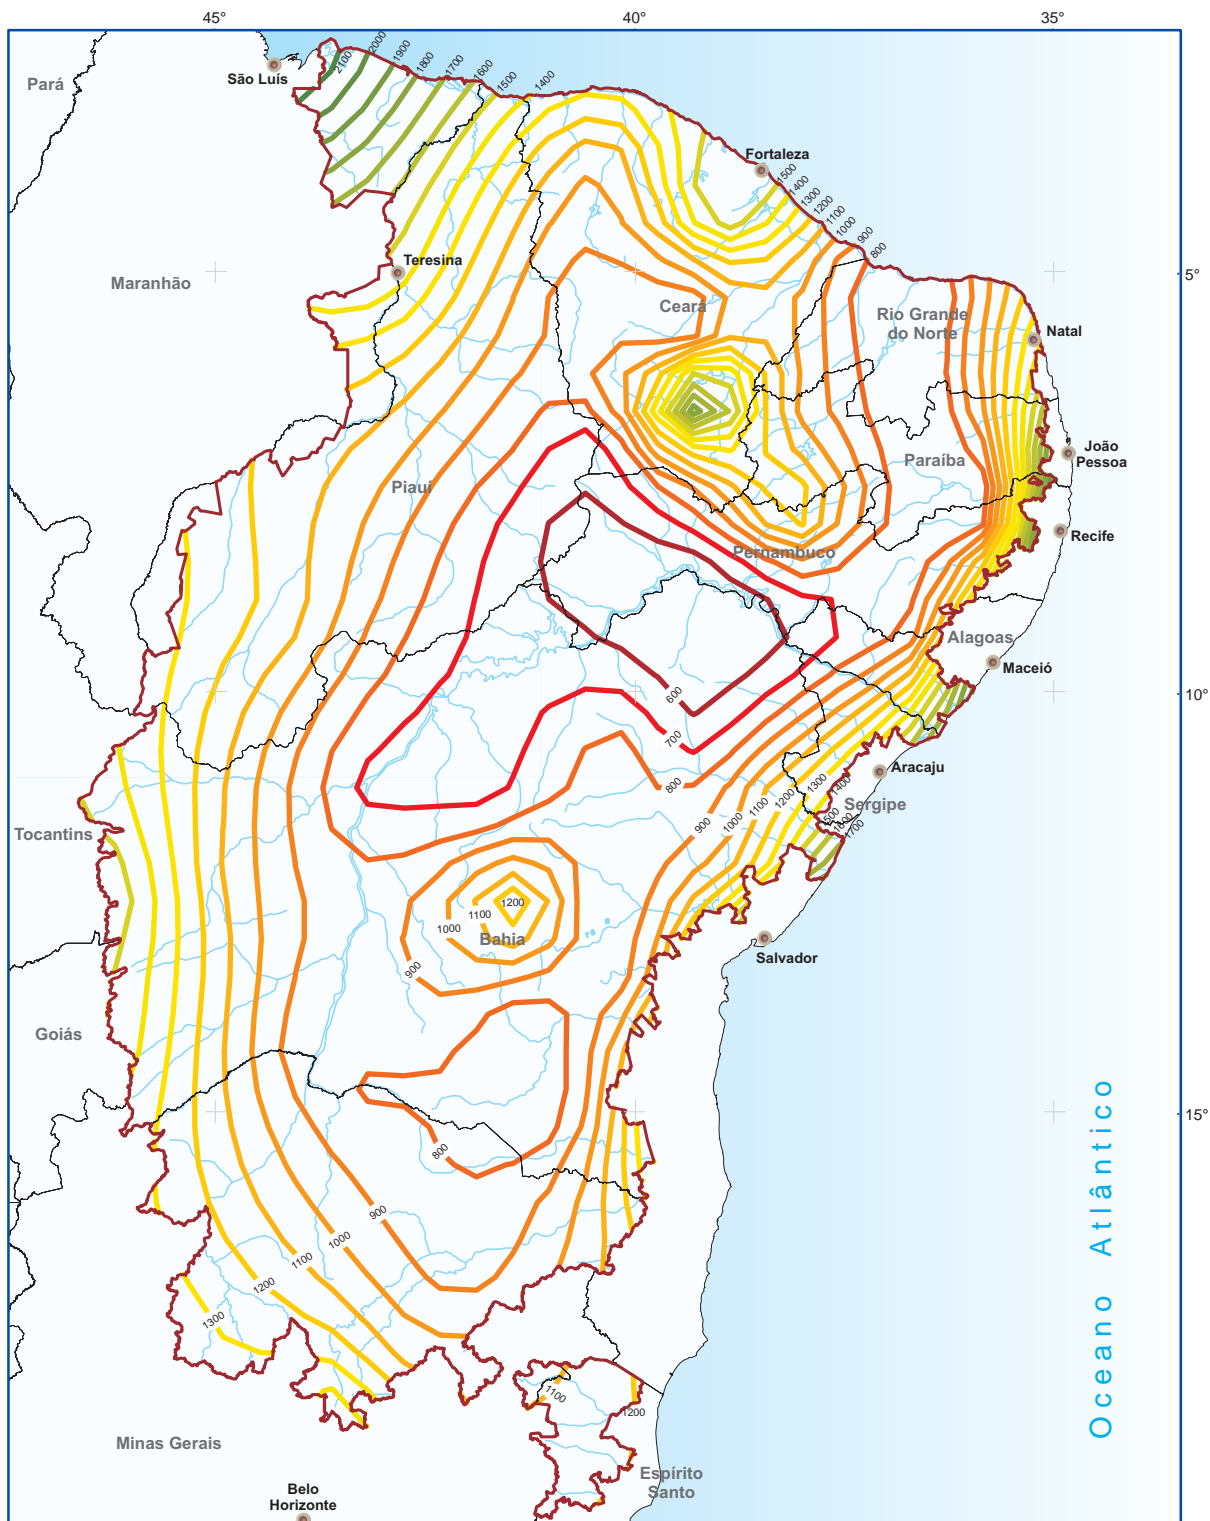 45°
40°
35°
Pará
São Luís
2100
2000
1900
1800
1700
1600
1500
1400
Fortaleza
1500
1400
1300
1200
1100
1000
900
800
Teresina
5°
Maranhão
Ceará
Rio Grande
do Norte
Natal
João
Pessoa
Paraíba
Piauí
Recife
Pernambuco
Alagoas
Maceió
10°
600
700
800
Aracaju
Sergipe
900
1000
1100
1200
1300
1400
1500
1600
1700
Tocantins
1200
1100
1000
Bahia
900
Salvador
Goiás
15°
800
900
1000
1100
1200
1300
Oceano Atlântico
1100
1200
Minas Gerais
Espírito
Santo
Belo
Horizonte